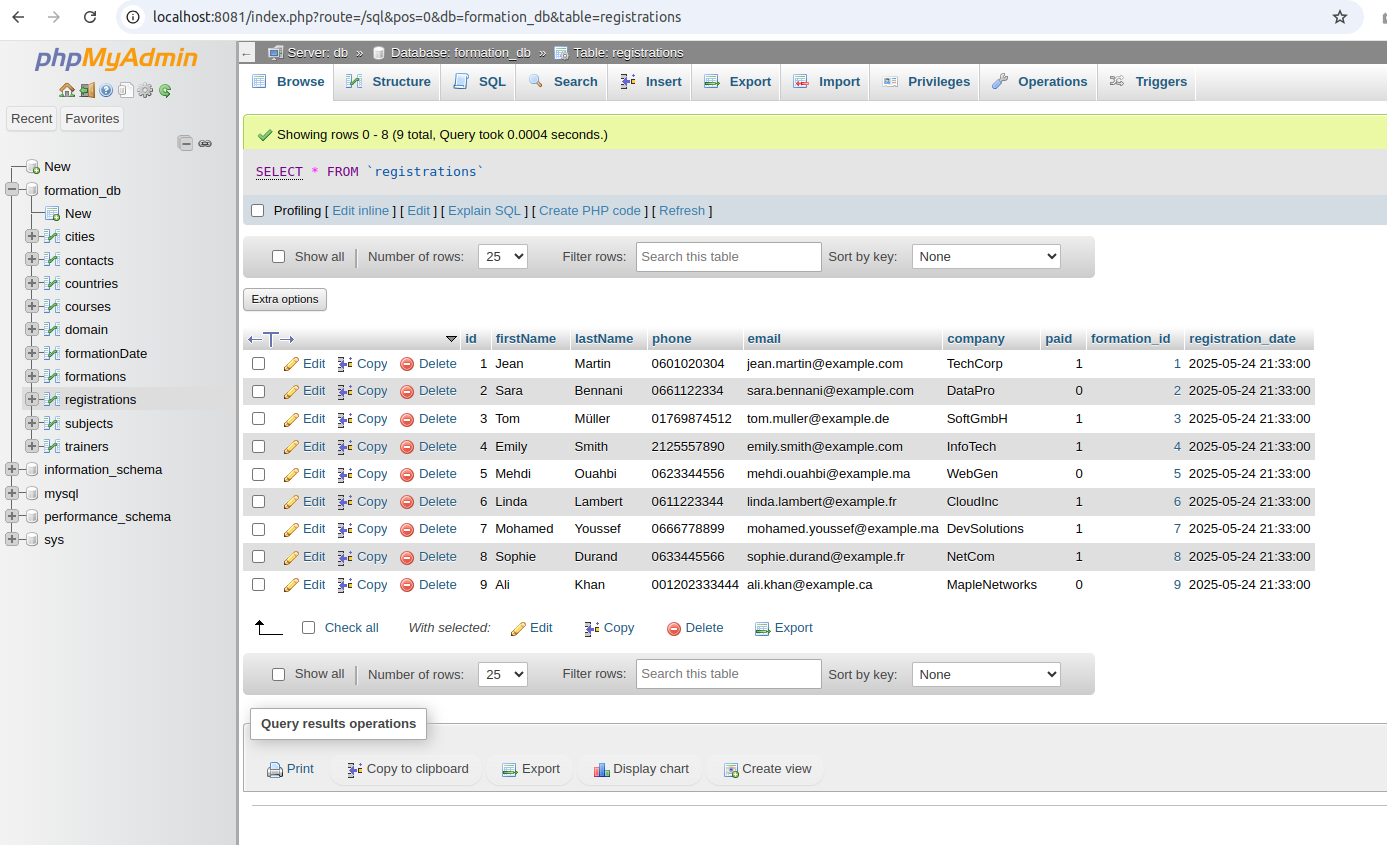 localhost:8081/index.php?route=/sql&pos=0&db=formation_db&table=registrations
phpMyAdmin
Recent Favorites
New
formation_db
New
cities
contacts
countries
courses
domain
formationDate
formations
registrations
subjects
trainers
information_schema
mysql
performance_schema
sys
Server: db » Database: formation_db » Table: registrations
Browse Structure SQL Search Insert Export Import Privileges Operations Triggers
Showing rows 0 - 8 (9 total, Query took 0.0004 seconds.)
SELECT * FROM `registrations`
Profiling [ Edit inline ] [ Edit ] [ Explain SQL ] [ Create PHP code ] [ Refresh ]
Show all Number of rows: 25 Filter rows: Search this table Sort by key: None
Extra options
id firstName lastName phone email company paid formation_id registration_date
Edit Copy Delete 1 Jean Martin 0601020304 jean.martin@example.com TechCorp 1 1 2025-05-24 21:33:00
Edit Copy Delete 2 Sara Bennani 0661122334 sara.bennani@example.com DataPro 0 2 2025-05-24 21:33:00
Edit Copy Delete 3 Tom Müller 01769874512 tom.muller@example.de SoftGmbH 1 3 2025-05-24 21:33:00
Edit Copy Delete 4 Emily Smith 2125557890 emily.smith@example.com InfoTech 1 4 2025-05-24 21:33:00
Edit Copy Delete 5 Mehdi Ouahbi 0623344556 mehdi.ouahbi@example.ma WebGen 0 5 2025-05-24 21:33:00
Edit Copy Delete 6 Linda Lambert 0611223344 linda.lambert@example.fr CloudInc 1 6 2025-05-24 21:33:00
Edit Copy Delete 7 Mohamed Youssef 0666778899 mohamed.youssef@example.ma DevSolutions 1 7 2025-05-24 21:33:00
Edit Copy Delete 8 Sophie Durand 0633445566 sophie.durand@example.fr NetCom 1 8 2025-05-24 21:33:00
Edit Copy Delete 9 Ali Khan 001202333444 ali.khan@example.ca MapleNetworks 0 9 2025-05-24 21:33:00
Check all With selected: Edit Copy Delete Export
Show all Number of rows: 25 Filter rows: Search this table Sort by key: None
Query results operations
Print Copy to clipboard Export Display chart Create view